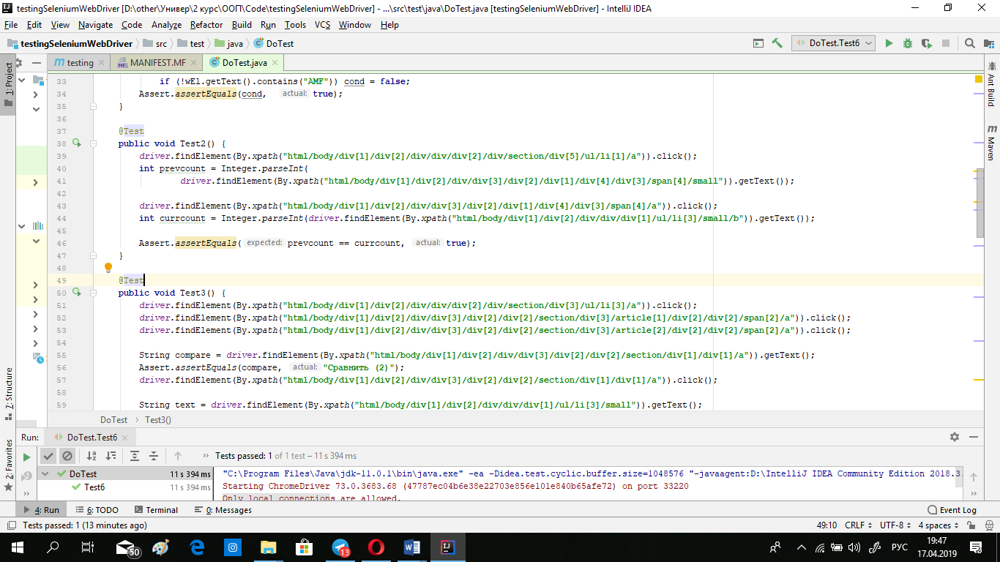 testingSeleniumWebDriver [D:\other\Универ\2 курс\ООП\Code\testingSeleniumWebDriver] - ...\src\test\java\DoTest.java [testingSeleniumWebDriver] - IntelliJ IDEA
File Edit View Navigate Code Analyze Refactor Build Run Tools VCS Window Help
testingSeleniumWebDriver src test java DoTest DoTest.Test6
testing MANIFEST.MF DoTest.java
1: Project
Ant Build
Maven
33 if (!wEl.getText().contains("AMF")) cond = false;
34 Assert.assertEquals(cond, actual: true);
35 }
36
37 @Test
38 public void Test2() {
39 driver.findElement(By.xpath("html/body/div[1]/div[2]/div/div/div[2]/div/section/div[5]/ul/li[1]/a")).click();
40 int prevcount = Integer.parseInt(
41 driver.findElement(By.xpath("html/body/div[1]/div[2]/div/div[3]/div[2]/div[1]/div[4]/div[3]/span[4]/small")).getText());
42
43 driver.findElement(By.xpath("html/body/div[1]/div[2]/div/div[3]/div[2]/div[1]/div[4]/div[3]/span[4]/a")).click();
44 int currcount = Integer.parseInt(driver.findElement(By.xpath("html/body/div[1]/div[2]/div/div/div[1]/ul/li[3]/small/b")).getText());
45
46 Assert.assertEquals( expected: prevcount == currcount, actual: true);
47 }
48
49 @Test
50 public void Test3() {
51 driver.findElement(By.xpath("html/body/div[1]/div[2]/div/div/div[2]/div/section/div[3]/ul/li[3]/a")).click();
52 driver.findElement(By.xpath("html/body/div[1]/div[2]/div/div[3]/div[2]/div[2]/section/div[3]/article[1]/div[2]/div[2]/span[2]/a")).click();
53 driver.findElement(By.xpath("html/body/div[1]/div[2]/div/div[3]/div[2]/div[2]/section/div[3]/article[2]/div[2]/div[2]/span[2]/a")).click();
54
55 String compare = driver.findElement(By.xpath("html/body/div[1]/div[2]/div/div[3]/div[2]/div[2]/section/div[1]/div[1]/a")).getText();
56 Assert.assertEquals(compare, actual: "Сравнить (2)");
57 driver.findElement(By.xpath("html/body/div[1]/div[2]/div/div[3]/div[2]/div[2]/section/div[1]/div[1]/a")).click();
58
59 String text = driver.findElement(By.xpath("html/body/div[1]/div[2]/div/div/div[1]/ul/li[3]/small")).getText();
7: Structure
2: Favorites
DoTest Test3()
Run: DoTest.Test6
Tests passed: 1 of 1 test – 11 s 394 ms
DoTest 11 s 394 ms
Test6 11 s 394 ms
"C:\Program Files\Java\jdk-11.0.1\bin\java.exe" -ea -Didea.test.cyclic.buffer.size=1048576 "-javaagent:D:\IntelliJ IDEA Community Edition 2018.3.
Starting ChromeDriver 73.0.3683.68 (47787ec04b6e38e22703e856e101e840b65afe72) on port 33220
Only local connections are allowed.
4: Run 6: TODO Terminal 0: Messages Event Log
Tests passed: 1 (13 minutes ago) 49:10 CRLF UTF-8 4 spaces
50 13 РУС 19:47
17.04.2019